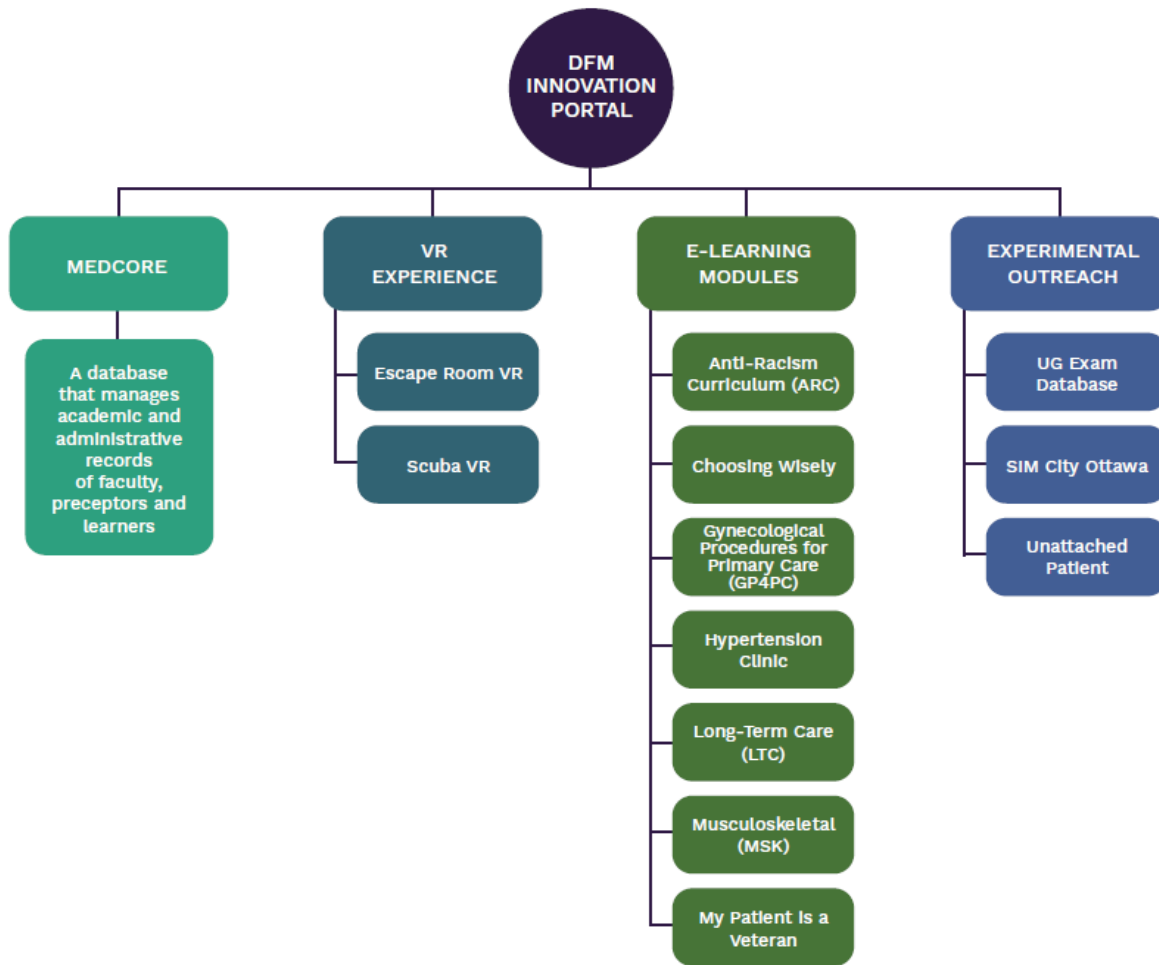 DFM
INNOVATION
PORTAL
MEDCORE
A database
that manages
academic and
administrative
records
of faculty,
preceptors and
learners
VR
EXPERIENCE
Escape Room VR
Scuba VR
E-LEARNING
MODULES
Anti-Racism
Curriculum (ARC)
Choosing Wisely
Gynecological
Procedures for
Primary Care
(GP4PC)
Hypertension
Clinic
Long-Term Care
(LTC)
Musculoskeletal
(MSK)
My Patient is a
Veteran
EXPERIMENTAL
OUTREACH
UG Exam
Database
SIM City Ottawa
Unattached
Patient